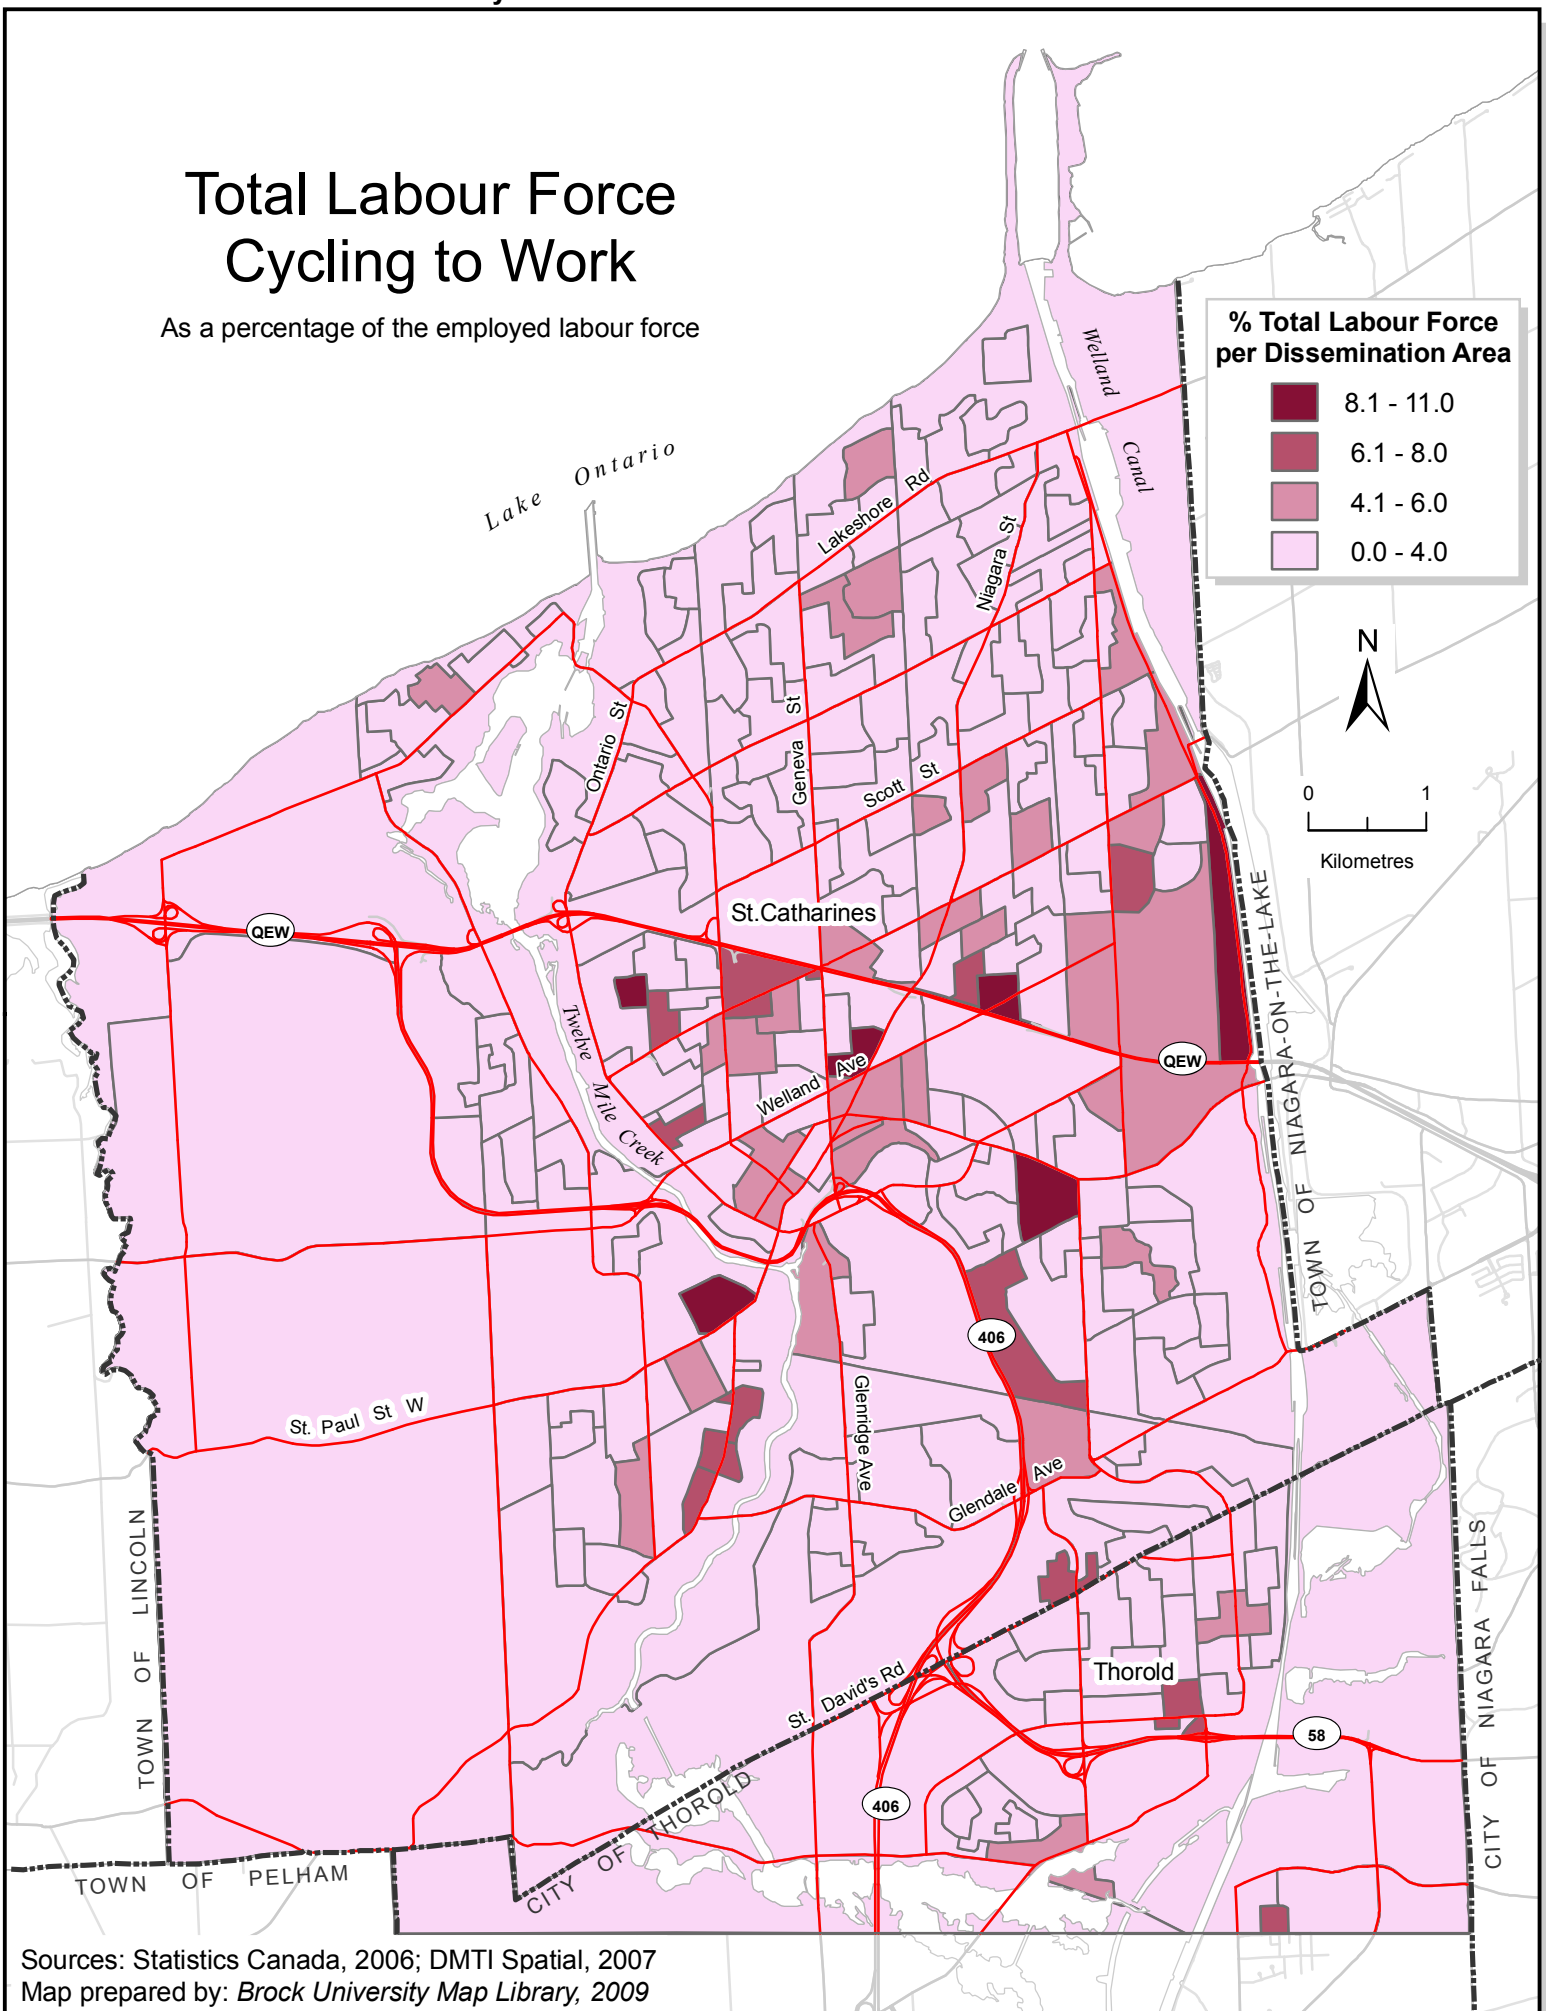 Total Labour Force
Cycling to Work
As a percentage of the employed labour force
% Total Labour Force
per Dissemination Area
8.1 - 11.0
6.1 - 8.0
4.1 - 6.0
0.0 - 4.0
N
0 1
Kilometres
Lake Ontario
Welland
Canal
Lakeshore Rd
Niagara St
Ontario St
Geneva St
Scott St
St.Catharines
QEW
QEW
Twelve
Mile Creek
Welland Ave
TOWN OF NIAGARA-ON-THE-LAKE
406
St. Paul St W
Glenridge Ave
Glendale Ave
TOWN OF LINCOLN
Thorold
St. David's Rd
58
406
CITY OF NIAGARA FALLS
CITY OF THOROLD
TOWN OF PELHAM
Sources: Statistics Canada, 2006; DMTI Spatial, 2007
Map prepared by: Brock University Map Library, 2009